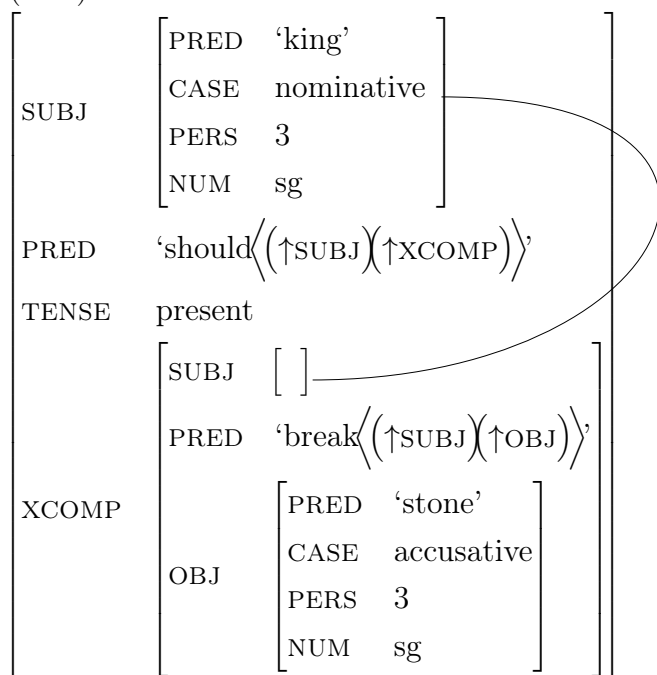 PRED ‘king’
CASE nominative
SUBJ
PERS 3
NUM sg
PRED ‘should⟨(↑SUBJ)(↑XCOMP)⟩’
TENSE present
SUBJ [ ]
PRED ‘break⟨(↑SUBJ)(↑OBJ)⟩’
XCOMP
PRED ‘stone’
CASE accusative
OBJ
PERS 3
NUM sg